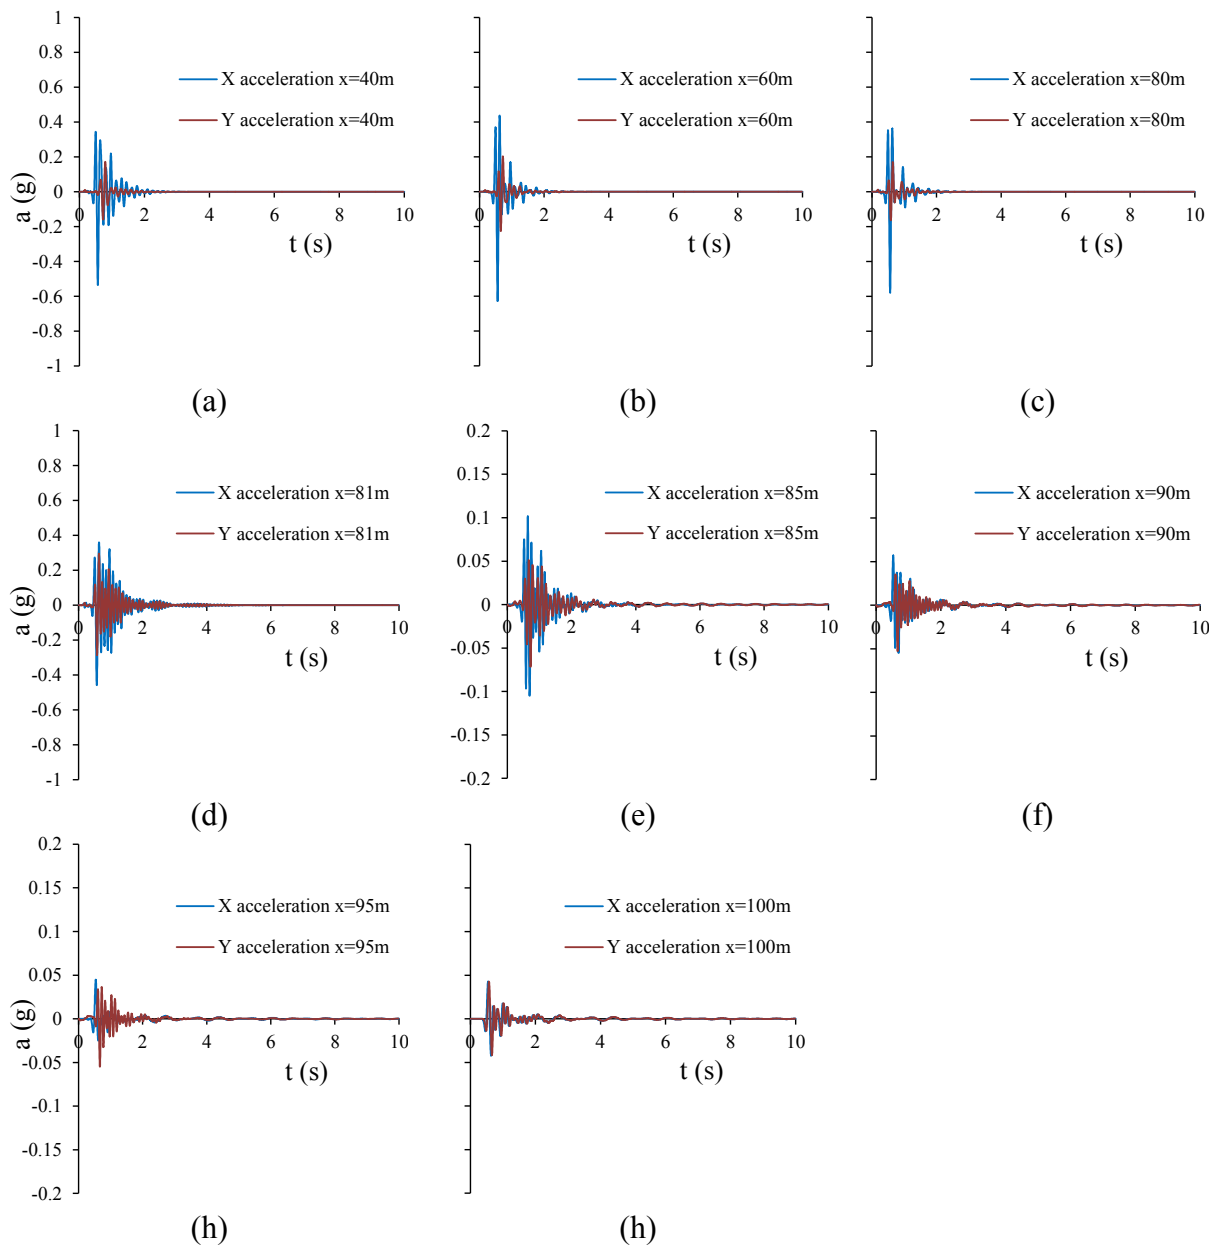 1
0.8
0.6
0.4
0.2
0
-0.2
-0.4
-0.6
-0.8
-1
a (g)
0 2 4 6 8 10
t (s)
X acceleration x=40m
Y acceleration x=40m
(a)
0 2 4 6 8 10
t (s)
X acceleration x=60m
Y acceleration x=60m
(b)
0 2 4 6 8 10
t (s)
X acceleration x=80m
Y acceleration x=80m
(c)
1
0.8
0.6
0.4
0.2
0
-0.2
-0.4
-0.6
-0.8
-1
a (g)
0 2 4 6 8 10
t (s)
X acceleration x=81m
Y acceleration x=81m
(d)
0.2
0.15
0.1
0.05
0
-0.05
-0.1
-0.15
-0.2
0 2 4 6 8 10
t (s)
X acceleration x=85m
Y acceleration x=85m
(e)
0 2 4 6 8 10
t (s)
X acceleration x=90m
Y acceleration x=90m
(f)
0.2
0.15
0.1
0.05
0
-0.05
-0.1
-0.15
-0.2
a (g)
0 2 4 6 8 10
t (s)
X acceleration x=95m
Y acceleration x=95m
(h)
0 2 4 6 8 10
t (s)
X acceleration x=100m
Y acceleration x=100m
(h)